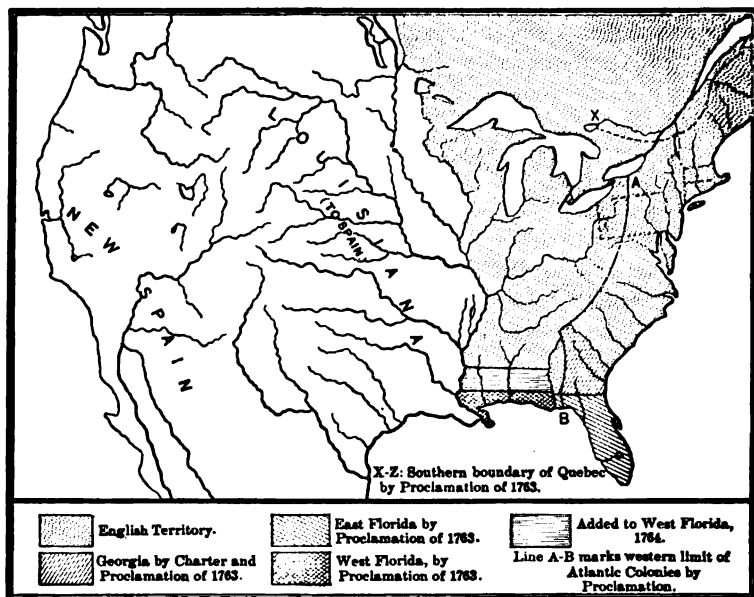 X
A
LOUISIANA
(TO SPAIN)
NEW
SPAIN
B
X-Z: Southern boundary of Quebec
by Proclamation of 1763.
English Territory.
East Florida by
Proclamation of 1763.
Added to West Florida,
1764.
Georgia by Charter and
Proclamation of 1763.
West Florida, by
Proclamation of 1763.
Line A-B marks western limit of
Atlantic Colonies by
Proclamation.